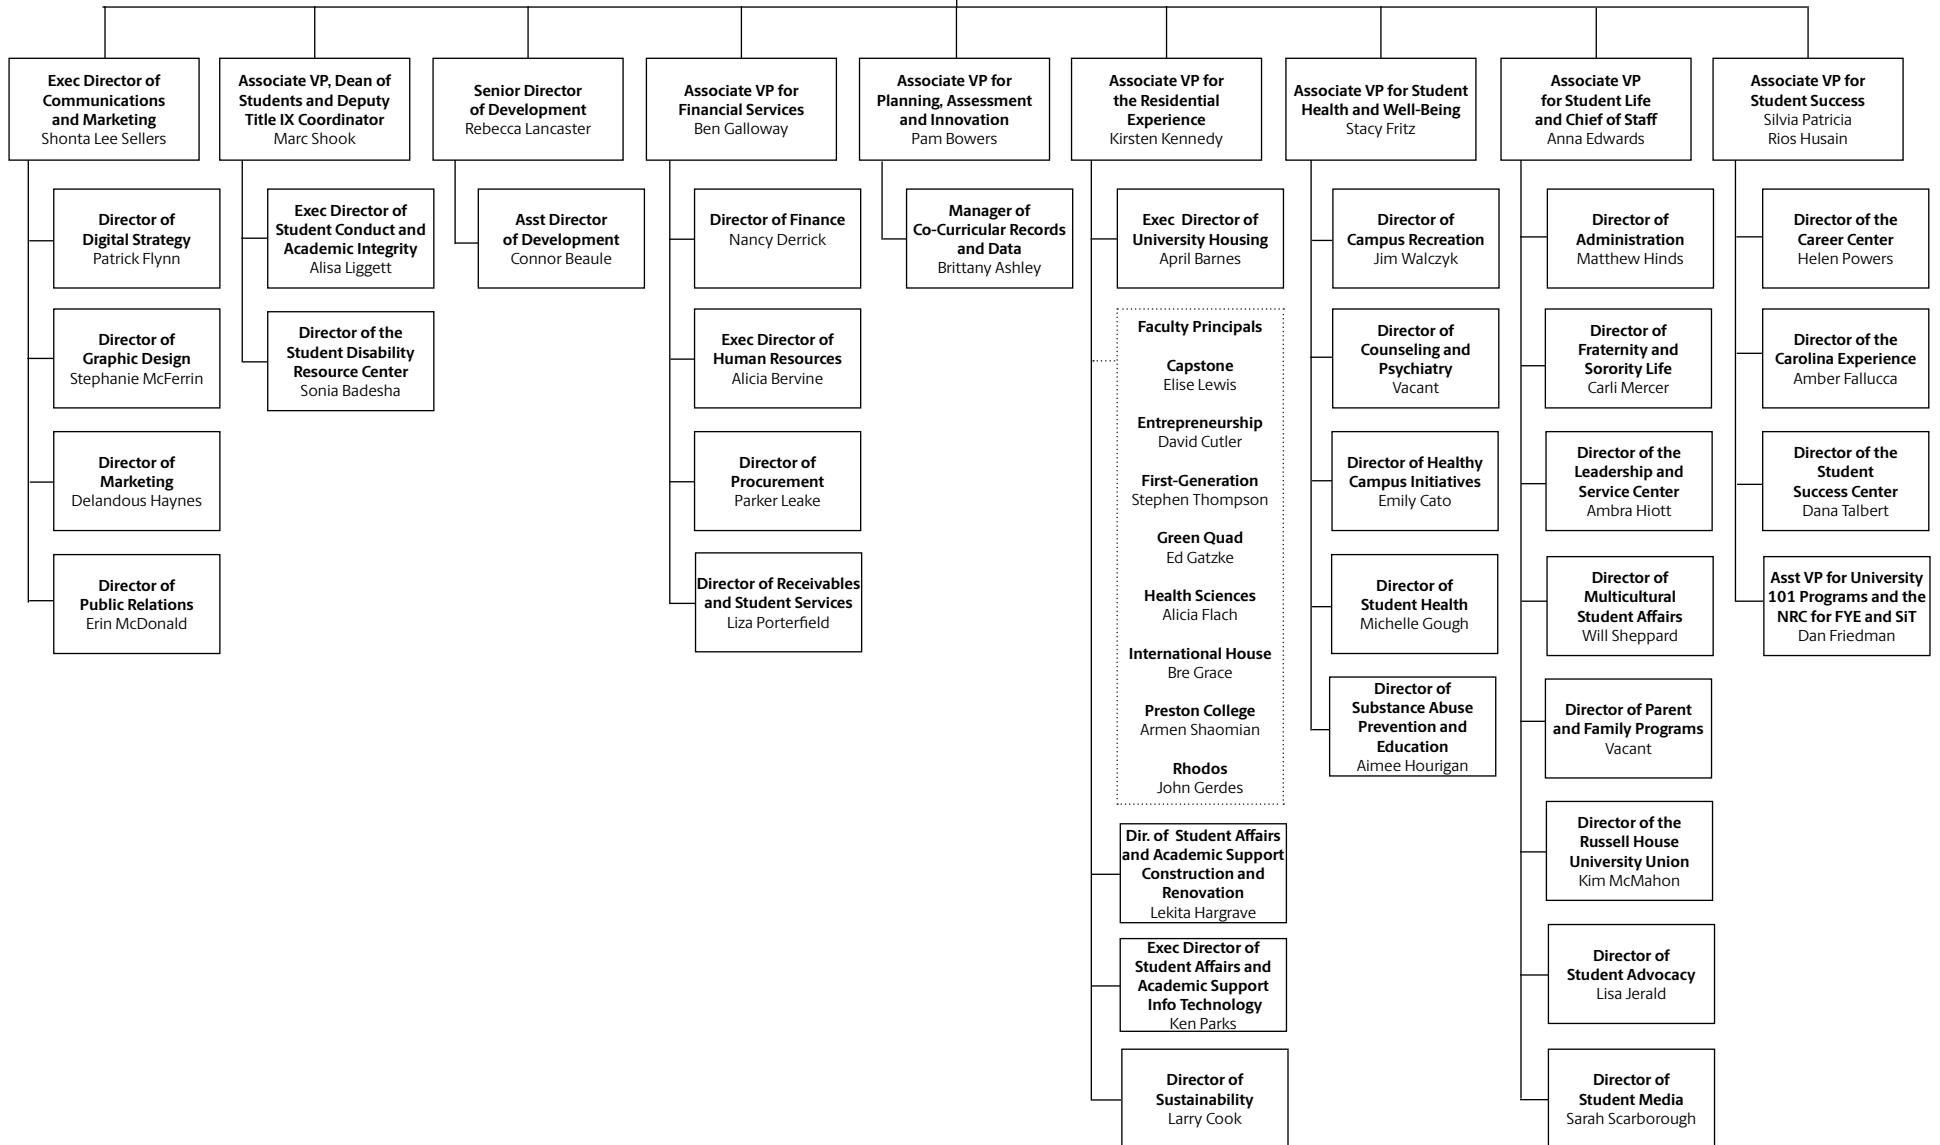 Exec Director of
Communications
and Marketing
Shonta Lee Sellers
Director of
Digital Strategy
Patrick Flynn
Director of
Graphic Design
Stephanie McFerrin
Director of
Marketing
Delandous Haynes
Director of
Public Relations
Erin McDonald
Associate VP, Dean of
Students and Deputy
Title IX Coordinator
Marc Shook
Exec Director of
Student Conduct and
Academic Integrity
Alisa Liggett
Director of the
Student Disability
Resource Center
Sonia Badesha
Senior Director
of Development
Rebecca Lancaster
Asst Director
of Development
Connor Beaule
Associate VP for
Financial Services
Ben Galloway
Director of Finance
Nancy Derrick
Exec Director of
Human Resources
Alicia Bervine
Director of
Procurement
Parker Leake
Director of Receivables
and Student Services
Liza Porterfield
Associate VP for
Planning, Assessment
and Innovation
Pam Bowers
Manager of
Co-Curricular Records
and Data
Brittany Ashley
Associate VP for
the Residential
Experience
Kirsten Kennedy
Exec Director of
University Housing
April Barnes
Faculty Principals
Capstone
Elise Lewis
Entrepreneurship
David Cutler
First-Generation
Stephen Thompson
Green Quad
Ed Gatzke
Health Sciences
Alicia Flach
International House
Bre Grace
Preston College
Armen Shaomian
Rhodos
John Gerdes
Dir. of Student Affairs
and Academic Support
Construction and
Renovation
Lekita Hargrave
Exec Director of
Student Affairs and
Academic Support
Info Technology
Ken Parks
Director of
Sustainability
Larry Cook
Associate VP for Student
Health and Well-Being
Stacy Fritz
Director of
Campus Recreation
Jim Walczyk
Director of
Counseling and
Psychiatry
Vacant
Director of Healthy
Campus Initiatives
Emily Cato
Director of
Student Health
Michelle Gough
Director of
Substance Abuse
Prevention and
Education
Aimee Hourigan
Associate VP
for Student Life
and Chief of Staff
Anna Edwards
Director of
Administration
Matthew Hinds
Director of
Fraternity and
Sorority Life
Carli Mercer
Director of the
Leadership and
Service Center
Ambra Hiott
Director of
Multicultural
Student Affairs
Will Sheppard
Director of Parent
and Family Programs
Vacant
Director of the
Russell House
University Union
Kim McMahon
Director of
Student Advocacy
Lisa Jerald
Director of
Student Media
Sarah Scarborough
Associate VP for
Student Success
Silvia Patricia
Rios Husain
Director of the
Career Center
Helen Powers
Director of the
Carolina Experience
Amber Fallucca
Director of the
Student
Success Center
Dana Talbert
Asst VP for University
101 Programs and the
NRC for FYE and SiT
Dan Friedman